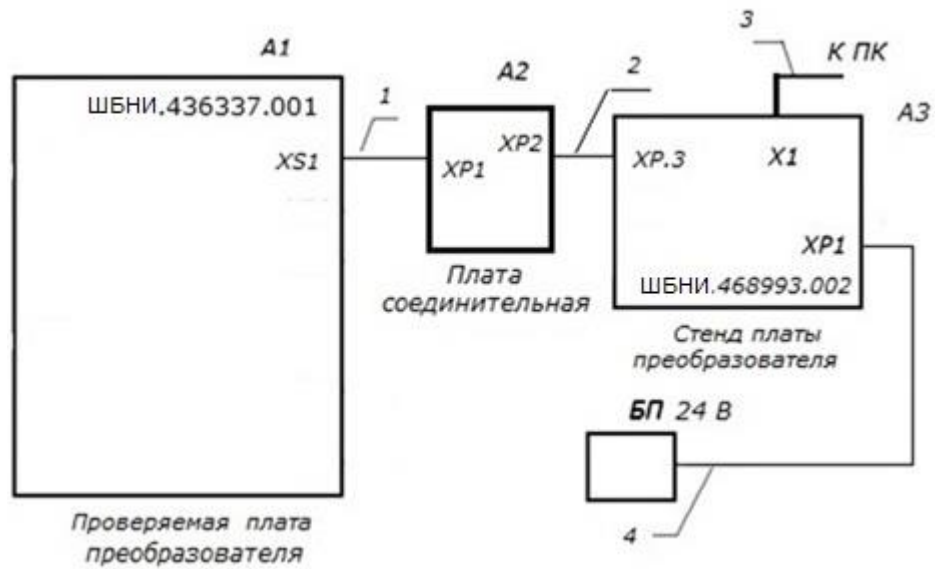 А1
ШБНИ.436337.001
XS1
1
А2
XP1
XP2
Плата
соединительная
2
3
К ПК
А3
XP.3
X1
XP1
ШБНИ.468993.002
Стенд платы
преобразователя
БП 24 В
4
Проверяемая плата
преобразователя